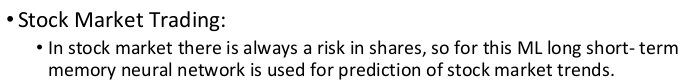 • Stock Market Trading:
• In stock market there is always a risk in shares, so for this ML long short- term
memory neural network is used for prediction of stock market trends.